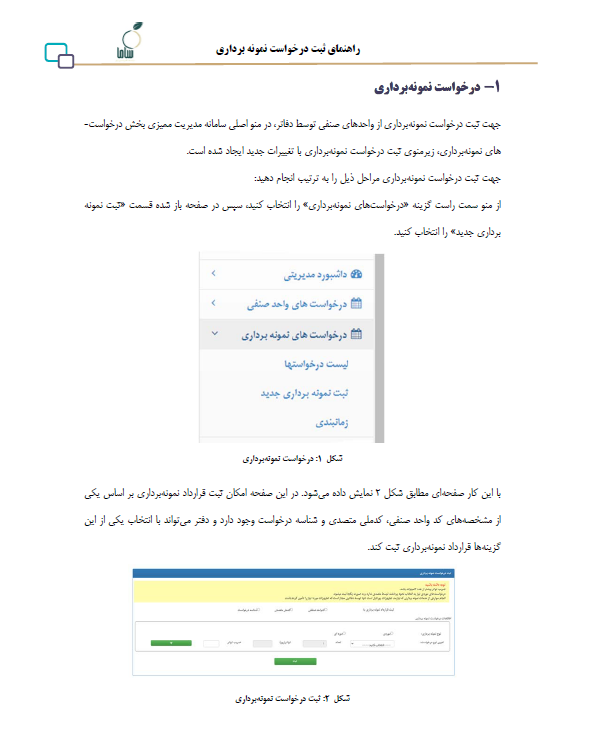 ساما
راهنمای ثبت درخواست نمونه برداری
۱- درخواست نمونه‌برداری
جهت ثبت درخواست نمونه‌برداری از واحدهای صنفی توسط دفاتر، در منو اصلی سامانه مدیریت ممیزی بخش درخواست-
های نمونه‌برداری، زیرمنوی ثبت درخواست نمونه‌برداری با تغییرات جدید ایجاد شده است.
جهت ثبت درخواست نمونه‌برداری مراحل ذیل را به ترتیب انجام دهید:
از منو سمت راست گزینه «درخواست‌های نمونه‌برداری» را انتخاب کنید، سپس در صفحه باز شده قسمت «ثبت نمونه
برداری جدید» را انتخاب کنید.
داشبورد مدیریتی
درخواست های واحد صنفی
درخواست های نمونه برداری
لیست درخواستها
ثبت نمونه برداری جدید
زمانبندی
شکل ۱: درخواست نمونه‌برداری
با این کار صفحه‌ای مطابق شکل ۲ نمایش داده می‌شود. در این صفحه امکان ثبت قرارداد نمونه‌برداری بر اساس یکی
از مشخصه‌های کد واحد صنفی، کدملی متصدی و شناسه درخواست وجود دارد و دفتر می‌تواند با انتخاب یکی از این
گزینه‌ها قرارداد نمونه‌برداری ثبت کند.
ثبت درخواست نمونه برداری
شکل ۲: ثبت درخواست نمونه‌برداری